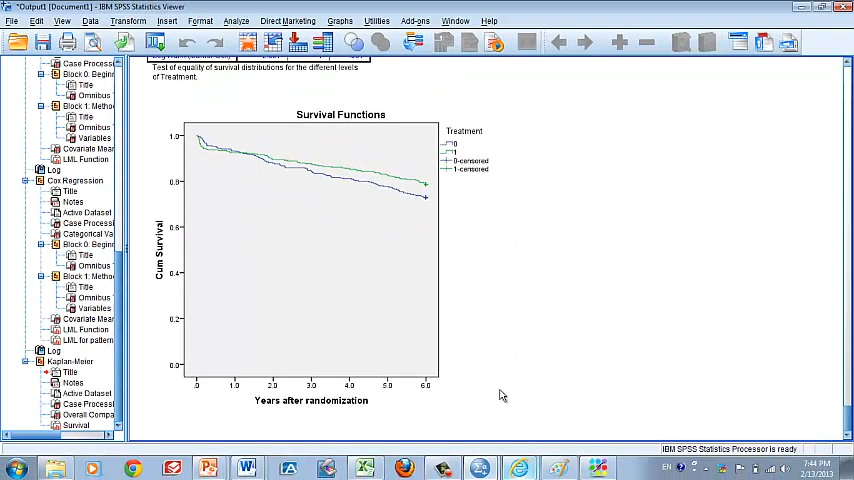 *Output1 [Document1] - IBM SPSS Statistics Viewer
File Edit View Data Transform Insert Format Analyze Direct Marketing Graphs Utilities Add-ons Window Help
Case Process
Block 0: Beginn
Title
Omnibus
Block 1: Metho
Title
Omnibus
Variables
Covariate Mear
LML Function
Log
Cox Regression
Title
Notes
Active Dataset
Case Processi
Categorical Var
Block 0: Beginn
Title
Omnibus
Block 1: Metho
Title
Omnibus
Variables
Covariate Mear
LML Function
LML for pattern
Log
Kaplan-Meier
Title
Notes
Active Dataset
Case Process
Overall Compa
Survival
Test of equality of survival distributions for the different levels
of Treatment.
Survival Functions
Cum Survival
1.0
0.8
0.6
0.4
0.2
0.0
.0 1.0 2.0 3.0 4.0 5.0 6.0
Years after randomization
Treatment
0
1
0-censored
1-censored
IBM SPSS Statistics Processor is ready
EN
7:44 PM
2/13/2013